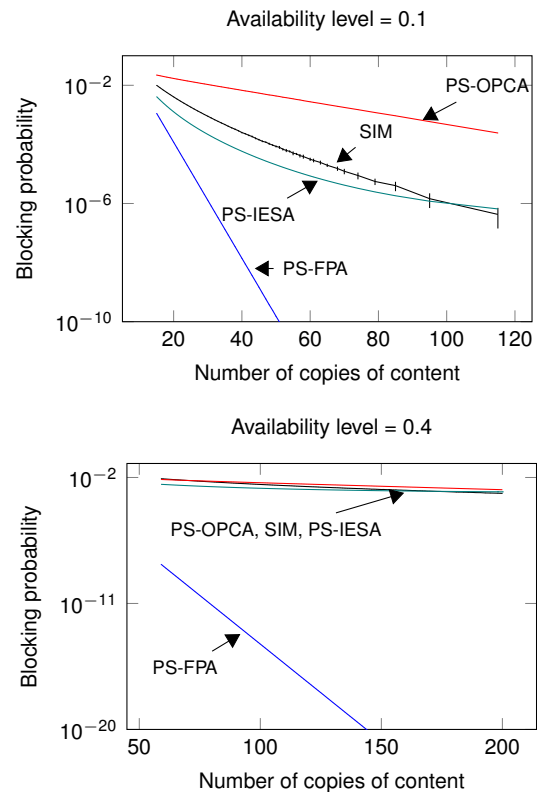 Availability level = 0.1
10−2
10−6
10−10
Blocking probability
PS-OPCA
SIM
PS-IESA
PS-FPA
20 40 60 80 100 120
Number of copies of content
Availability level = 0.4
10−2
10−11
10−20
Blocking probability
PS-OPCA, SIM, PS-IESA
PS-FPA
50 100 150 200
Number of copies of content